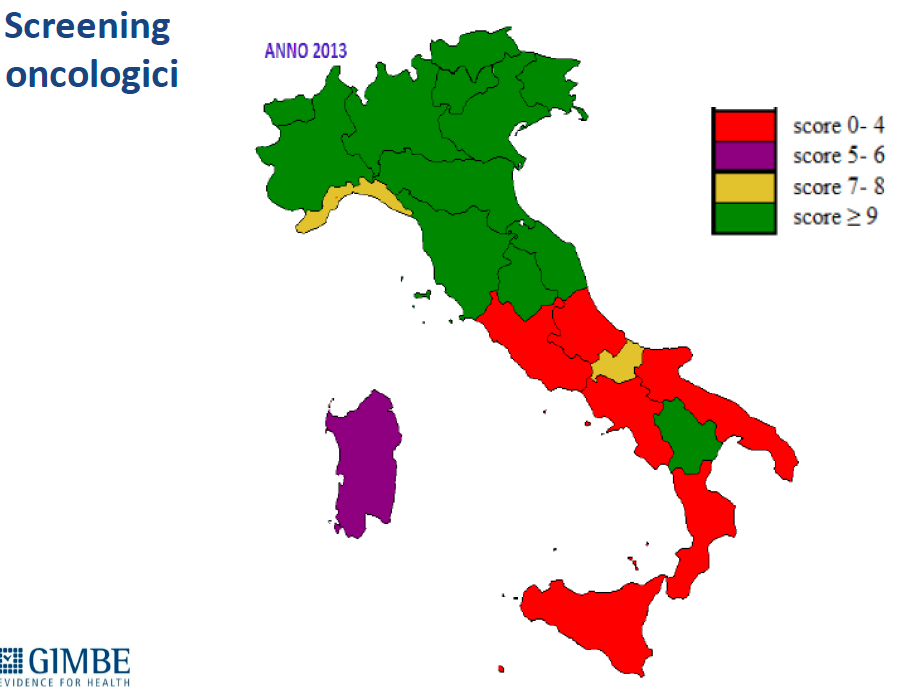 Screening
oncologici
ANNO 2013
score 0- 4
score 5- 6
score 7- 8
score ≥ 9
GIMBE
EVIDENCE FOR HEALTH